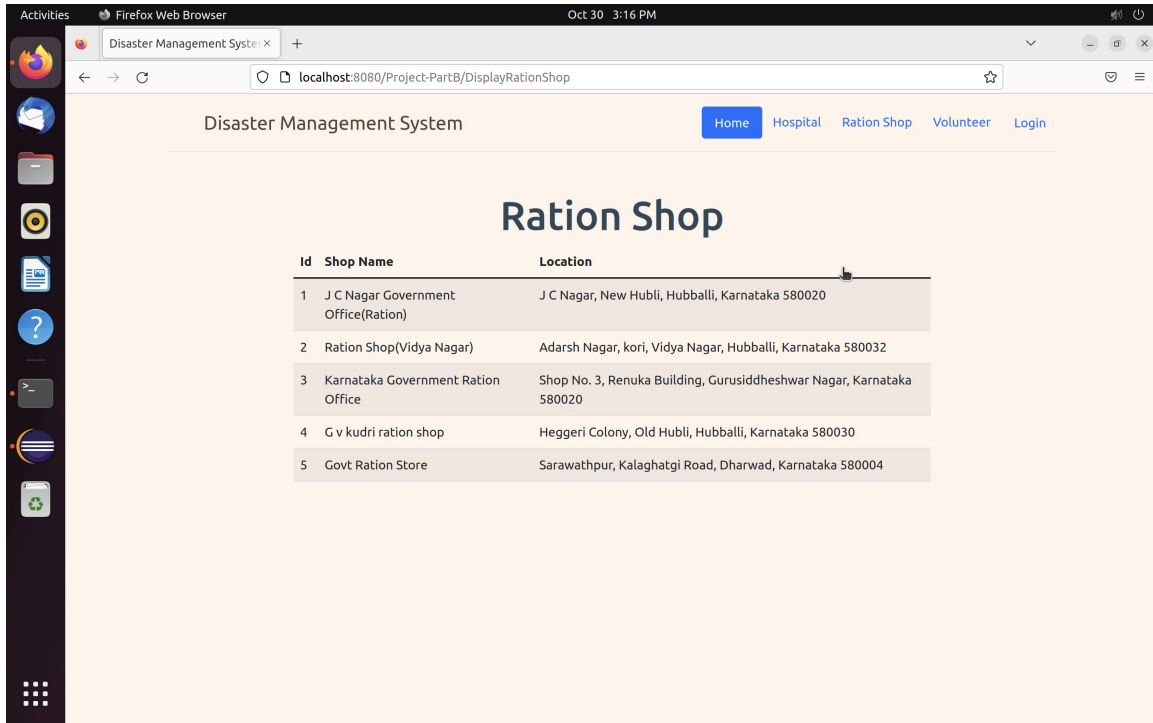 Activities Firefox Web Browser Oct 30 3:16 PM
Disaster Management System
localhost:8080/Project-PartB/DisplayRationShop
Disaster Management System Home Hospital Ration Shop Volunteer Login
Ration Shop
Id Shop Name Location
1 J C Nagar Government J C Nagar, New Hubli, Hubballi, Karnataka 580020
Office(Ration)
2 Ration Shop(Vidya Nagar) Adarsh Nagar, kori, Vidya Nagar, Hubballi, Karnataka 580032
3 Karnataka Government Ration Shop No. 3, Renuka Building, Gurusiddheshwar Nagar, Karnataka
Office 580020
4 G v kudri ration shop Heggeri Colony, Old Hubli, Hubballi, Karnataka 580030
5 Govt Ration Store Sarawathpur, Kalaghatgi Road, Dharwad, Karnataka 580004